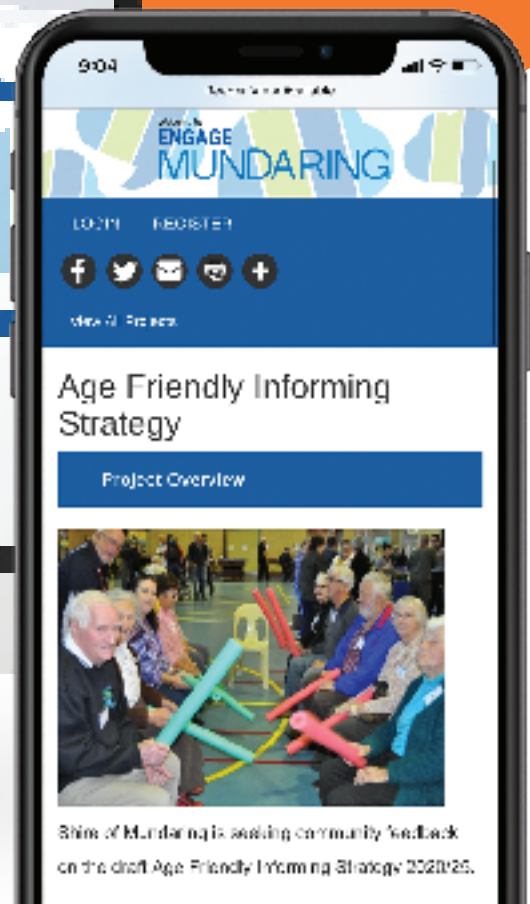 9:04
ENGAGE
MUNDARING
LOGIN REGISTER
View All Projects
Age Friendly Informing
Strategy
Project Overview
Shire of Mundaring is seeking community feedback
on the draft Age Friendly Informing Strategy 2020/25.